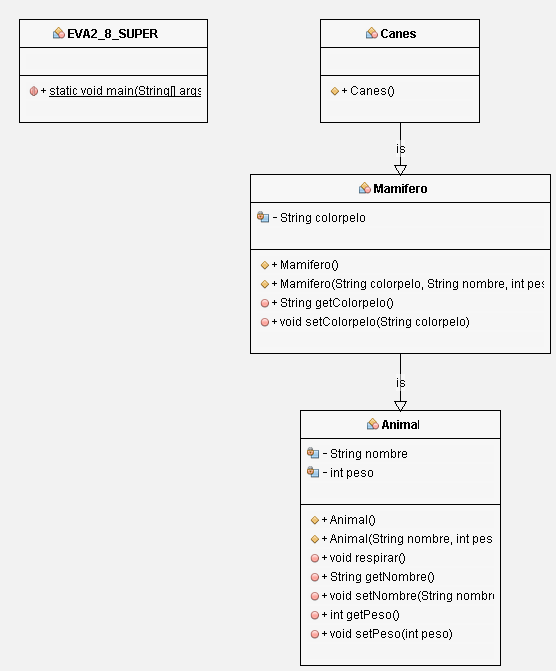 EVA2_8_SUPER
+ static void main(String[] args
Canes
+ Canes()
is
Mamifero
- String colorpelo
+ Mamifero()
+ Mamifero(String colorpelo, String nombre, int pes
+ String getColorpelo()
+ void setColorpelo(String colorpelo)
is
Animal
- String nombre
- int peso
+ Animal()
+ Animal(String nombre, int pes
+ void respirar()
+ String getNombre()
+ void setNombre(String nombre
+ int getPeso()
+ void setPeso(int peso)